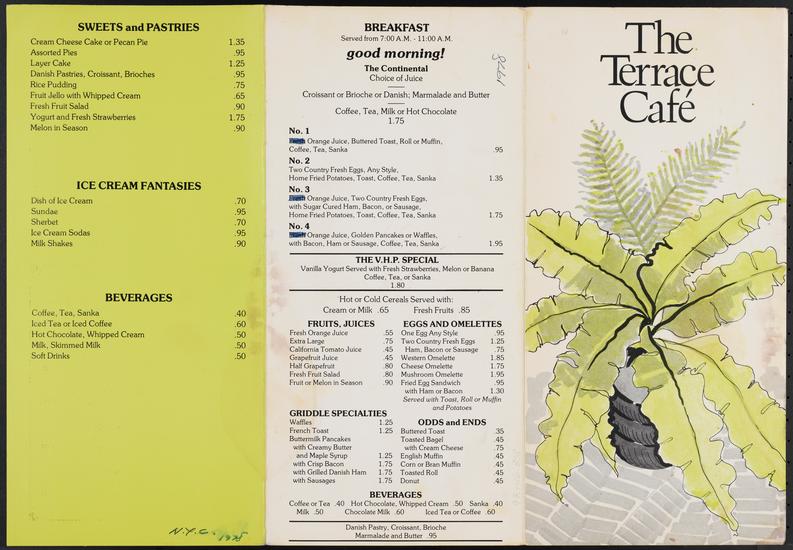 SWEETS and PASTRIES
Cream Cheese Cake or Pecan Pie 1.35
Assorted Pies .95
Layer Cake 1.25
Danish Pastries, Croissant, Brioches .95
Rice Pudding .75
Fruit Jello with Whipped Cream .65
Fresh Fruit Salad .90
Yogurt and Fresh Strawberries 1.75
Melon in Season .90
ICE CREAM FANTASIES
Dish of Ice Cream .70
Sundae .95
Sherbet .70
Ice Cream Sodas .95
Milk Shakes .90
BEVERAGES
Coffee, Tea, Sanka .40
Iced Tea or Iced Coffee .60
Hot Chocolate, Whipped Cream .50
Milk, Skimmed Milk .50
Soft Drinks .50
N.Y.C. 1978
BREAKFAST
Served from 7:00 A.M. - 11:00 A.M.
good morning!
1978
The Continental
Choice of Juice
Croissant or Brioche or Danish; Marmalade and Butter
Coffee, Tea, Milk or Hot Chocolate
1.75
No. 1
Fresh Orange Juice, Buttered Toast, Roll or Muffin,
Coffee, Tea, Sanka .95
No. 2
Two Country Fresh Eggs, Any Style,
Home Fried Potatoes, Toast, Coffee, Tea, Sanka 1.35
No. 3
Fresh Orange Juice, Two Country Fresh Eggs,
with Sugar Cured Ham, Bacon, or Sausage,
Home Fried Potatoes, Toast, Coffee, Tea, Sanka 1.75
No. 4
Orange Juice, Golden Pancakes or Waffles,
with Bacon, Ham or Sausage, Coffee, Tea, Sanka 1.95
THE V.H.P. SPECIAL
Vanilla Yogurt Served with Fresh Strawberries, Melon or Banana
Coffee, Tea, or Sanka
1.80
Hot or Cold Cereals Served with:
Cream or Milk .65 Fresh Fruits .85
FRUITS, JUICES
Fresh Orange Juice .55
Extra Large .75
California Tomato Juice .45
Grapefruit Juice .45
Half Grapefruit .80
Fresh Fruit Salad .80
Fruit or Melon in Season .90
GRIDDLE SPECIALTIES
Waffles 1.25
French Toast 1.25
Buttermilk Pancakes
with Creamy Butter
and Maple Syrup 1.25
with Crisp Bacon 1.75
with Grilled Danish Ham 1.75
with Sausages 1.75
EGGS AND OMELETTES
One Egg Any Style .95
Two Country Fresh Eggs 1.25
Ham, Bacon or Sausage .75
Western Omelette 1.85
Cheese Omelette 1.75
Mushroom Omelette 1.95
Fried Egg Sandwich .95
with Ham or Bacon 1.30
Served with Toast, Roll or Muffin
and Potatoes
ODDS and ENDS
Buttered Toast .35
Toasted Bagel .45
with Cream Cheese .75
English Muffin .45
Corn or Bran Muffin .45
Toasted Roll .45
Donut .45
BEVERAGES
Coffee or Tea .40 Hot Chocolate, Whipped Cream .50 Sanka .40
Milk .50 Chocolate Milk .60 Iced Tea or Coffee .60
Danish Pastry, Croissant, Brioche
Marmalade and Butter .95
The
Terrace
Café